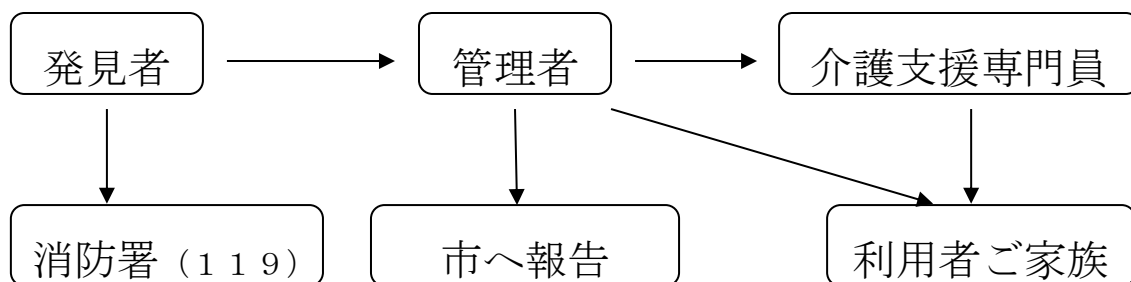 発見者
管理者
介護支援専門員
消防署（１１９）
市へ報告
利用者ご家族